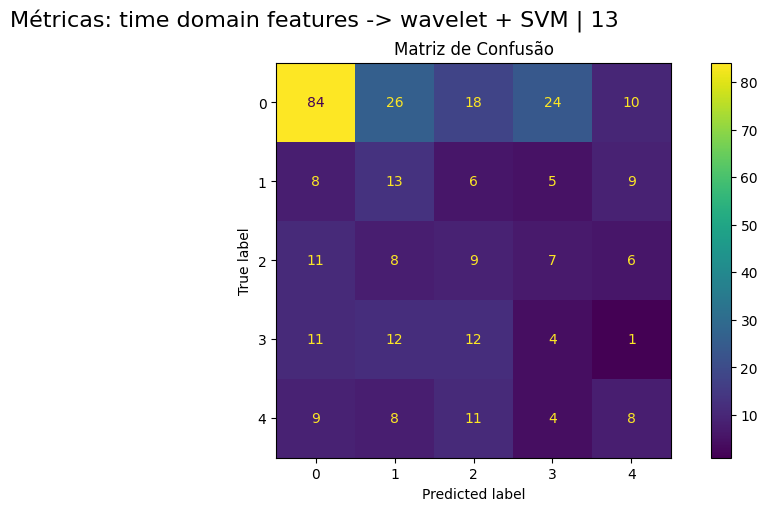 Métricas: time domain features -> wavelet + SVM | 13
Matriz de Confusão
0 84 26 18 24 10
1 8 13 6 5 9
2 11 8 9 7 6
3 11 12 12 4 1
4 9 8 11 4 8
0 1 2 3 4
True label
Predicted label
80
70
60
50
40
30
20
10